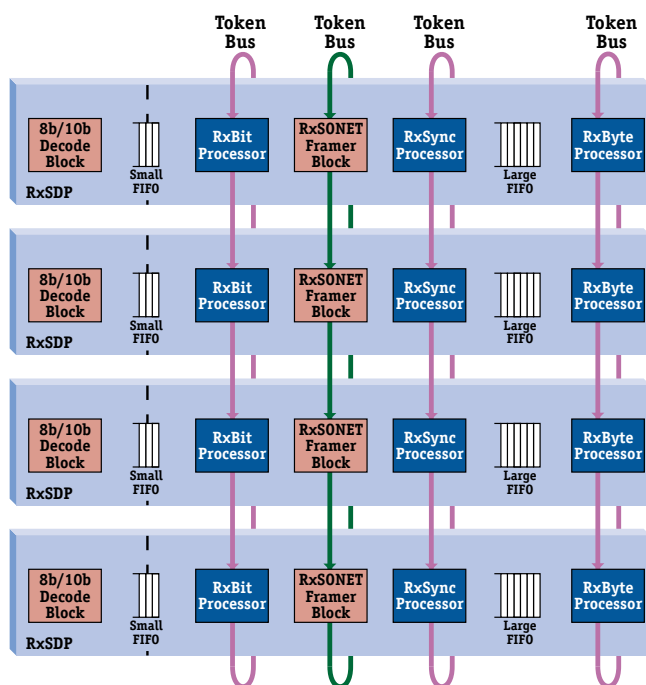 Token
Bus
Token
Bus
Token
Bus
Token
Bus
8b/10b
Decode
Block
Small
FIFO
RxBit
Processor
RxSONET
Framer
Block
RxSync
Processor
Large
FIFO
RxByte
Processor
RxSDP
8b/10b
Decode
Block
Small
FIFO
RxBit
Processor
RxSONET
Framer
Block
RxSync
Processor
Large
FIFO
RxByte
Processor
RxSDP
8b/10b
Decode
Block
Small
FIFO
RxBit
Processor
RxSONET
Framer
Block
RxSync
Processor
Large
FIFO
RxByte
Processor
RxSDP
8b/10b
Decode
Block
Small
FIFO
RxBit
Processor
RxSONET
Framer
Block
RxSync
Processor
Large
FIFO
RxByte
Processor
RxSDP